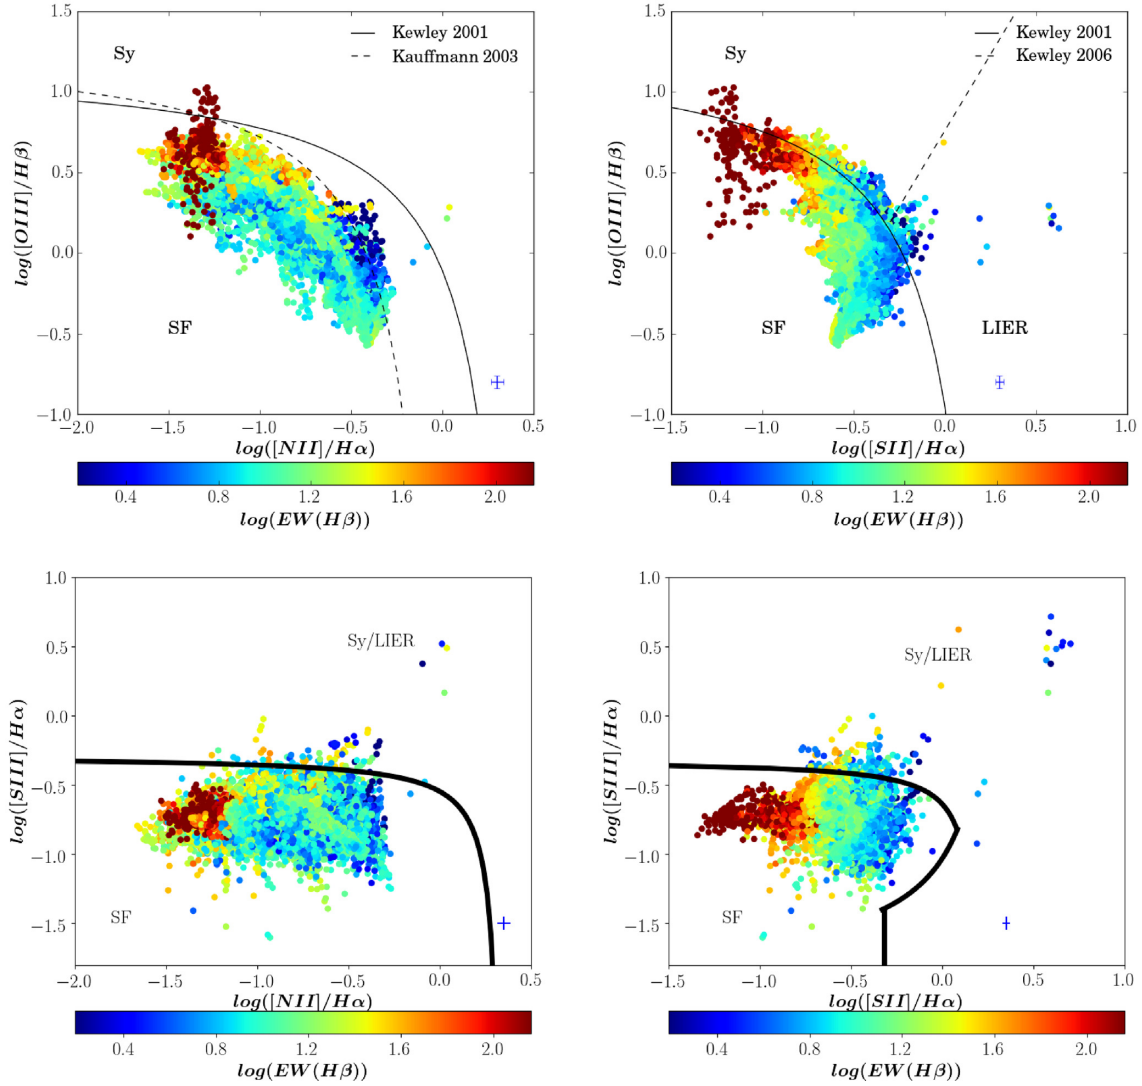 1.5
1.0
0.5
0.0
−0.5
−1.0
log([OIII]/Hβ)
Sy
Kewley 2001
Kauffmann 2003
SF
−2.0 −1.5 −1.0 −0.5 0.0 0.5
log([NII]/Hα)
0.4 0.8 1.2 1.6 2.0
log(EW(Hβ))
1.5
1.0
0.5
0.0
−0.5
−1.0
log([OIII]/Hβ)
Sy
Kewley 2001
Kewley 2006
SF
LIER
−1.5 −1.0 −0.5 0.0 0.5 1.0
log([SII]/Hα)
0.4 0.8 1.2 1.6 2.0
log(EW(Hβ))
1.0
0.5
0.0
−0.5
−1.0
−1.5
log([SIII]/Hα)
Sy/LIER
SF
−2.0 −1.5 −1.0 −0.5 0.0 0.5
log([NII]/Hα)
0.4 0.8 1.2 1.6 2.0
log(EW(Hβ))
1.0
0.5
0.0
−0.5
−1.0
−1.5
log([SIII]/Hα)
Sy/LIER
SF
−1.5 −1.0 −0.5 0.0 0.5 1.0
log([SII]/Hα)
0.4 0.8 1.2 1.6 2.0
log(EW(Hβ))